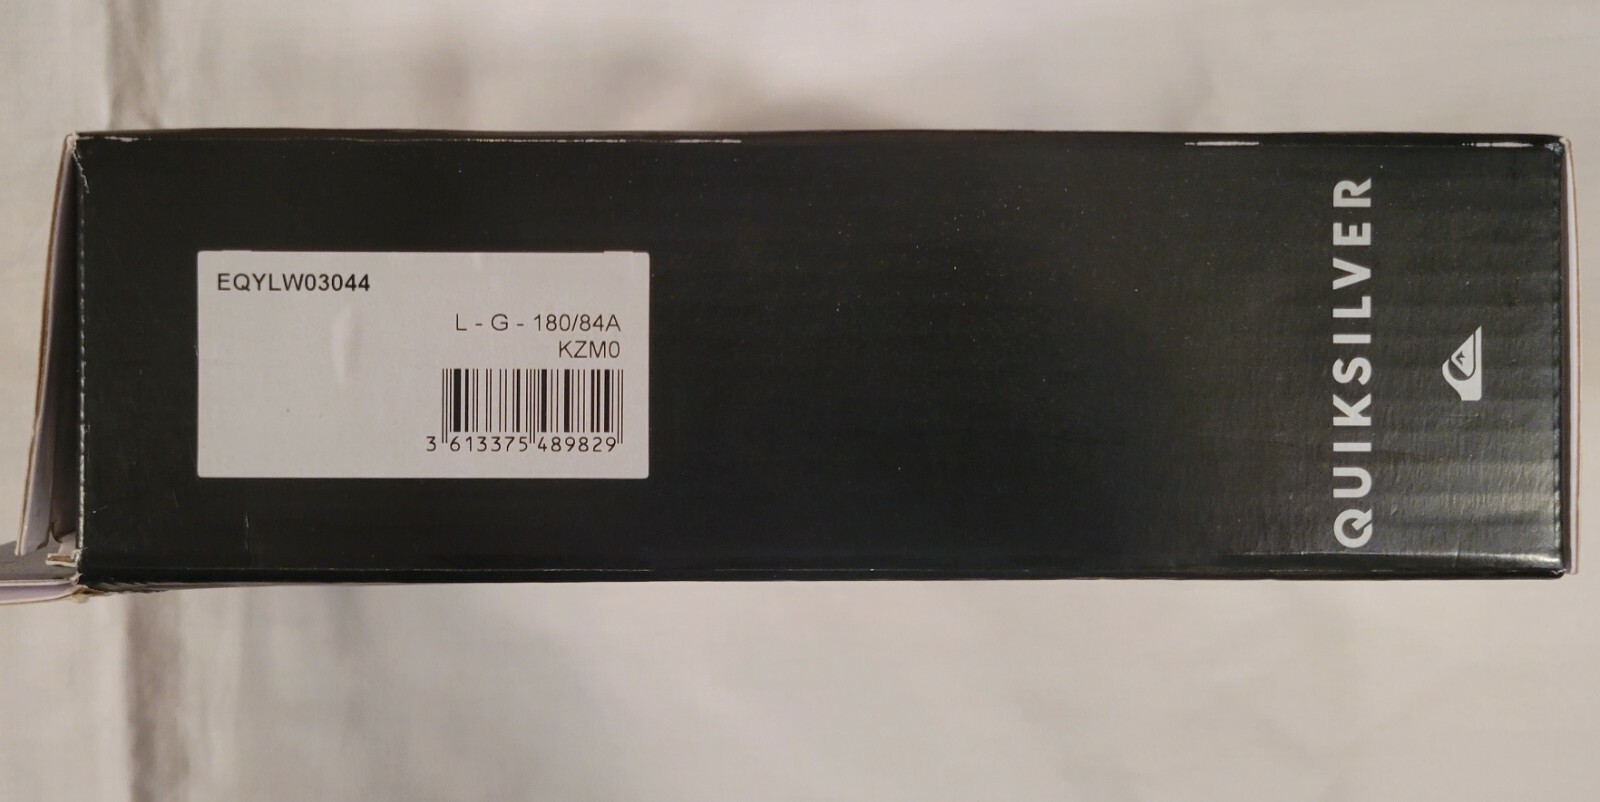 EQYLW03044
L - G - 180/84A
KZM0
3 613375 489829
QUIKSILVER